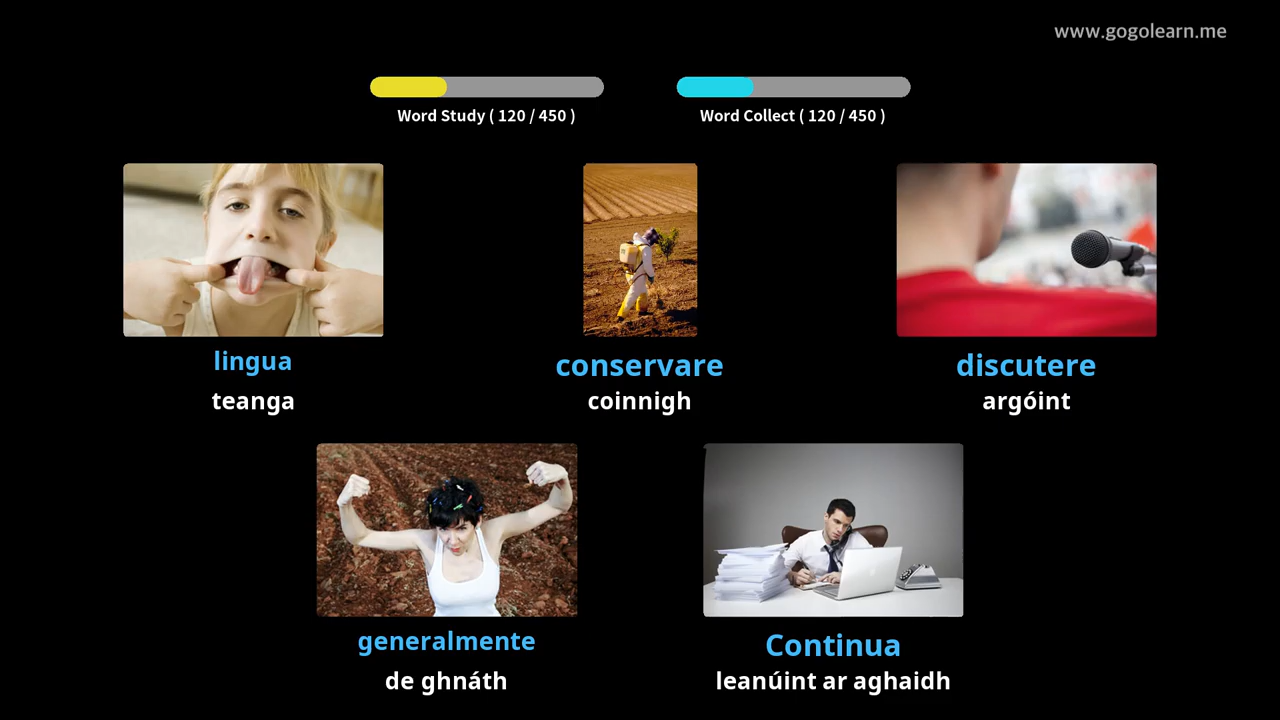 www.gogolearn.me
Word Study ( 120 / 450 )
Word Collect ( 120 / 450 )
lingua
teanga
conservare
coinnigh
discutere
argóint
generalmente
de ghnáth
Continua
leanúint ar aghaidh